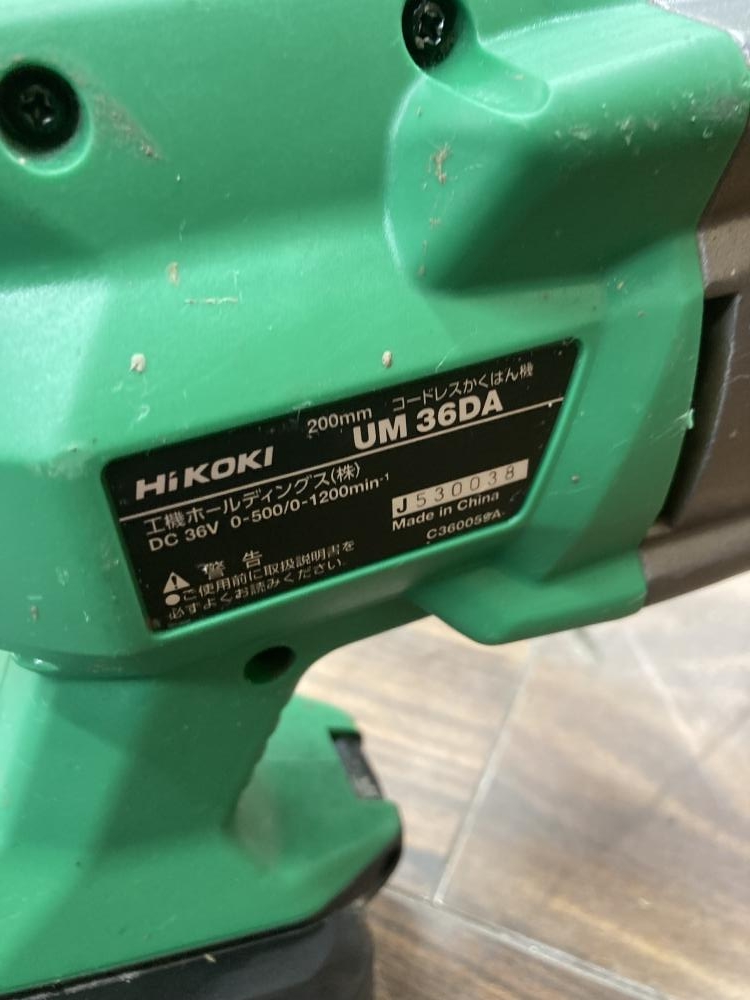 200mm コードレスかくはん機
HiKOKI UM 36DA
工機ホールディングス(株)
DC 36V 0-500/0-1200min-1
J530038
Made in China
C360059A
警告
●ご使用前に取扱説明書を
必ずよくお読みください.